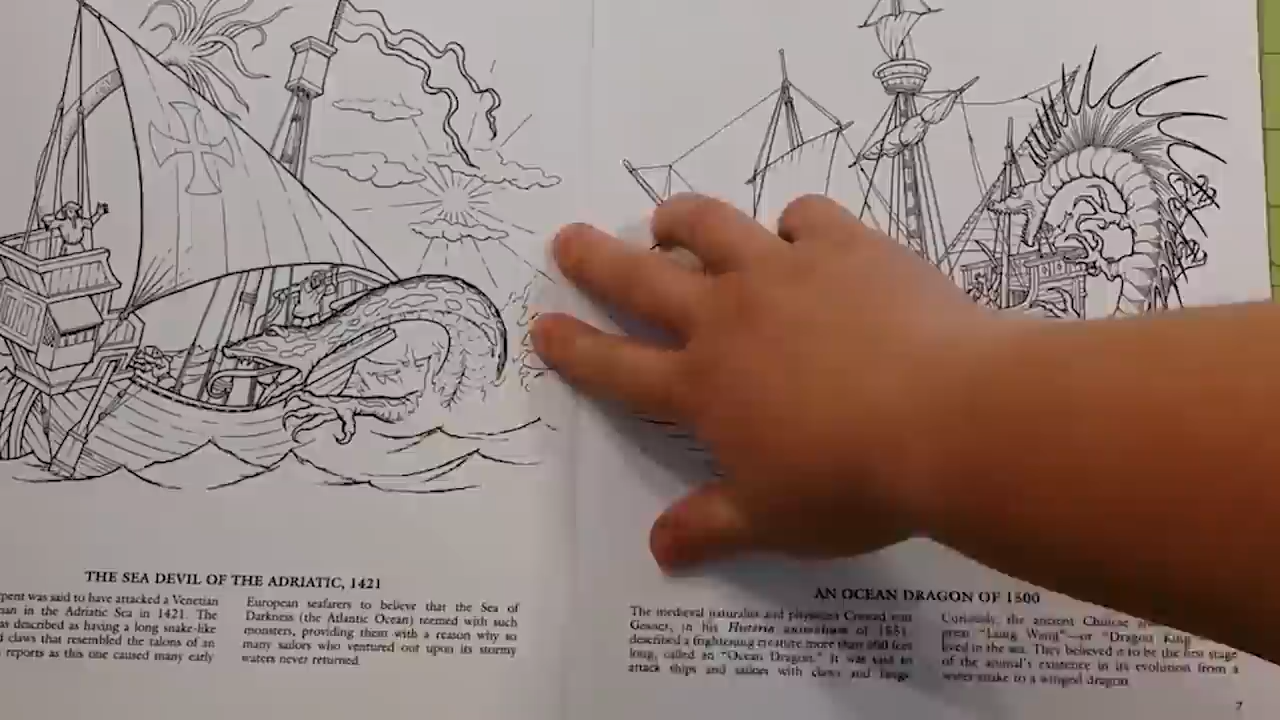 THE SEA DEVIL OF THE ADRIATIC, 1421
pent was said to have attacked a Venetian
man in the Adriatic Sea in 1421. The
as described as having a long snake-like
d claws that resembled the talons of an
reports as this one caused many early
European seafarers to believe that the Sea of
Darkness (the Atlantic Ocean) teemed with such
monsters, providing them with a reason why so
many sailors who ventured out upon its stormy
waters never returned.
AN OCEAN DRAGON OF 1500
The medieval naturalist and physician Conrad von
Gesner, in his Historia animalium of 1551,
described a frightening creature more than
long, called an "Ocean Dragon." It was said to
attack ships and sailors with claws and fangs.
Curiously, the ancient Chinese
"Lung Wang"—or "Dragon King
lived in the sea. They believed it to be the first stage
of the animal's existence in its evolution from a
water-snake to a winged dragon.
7